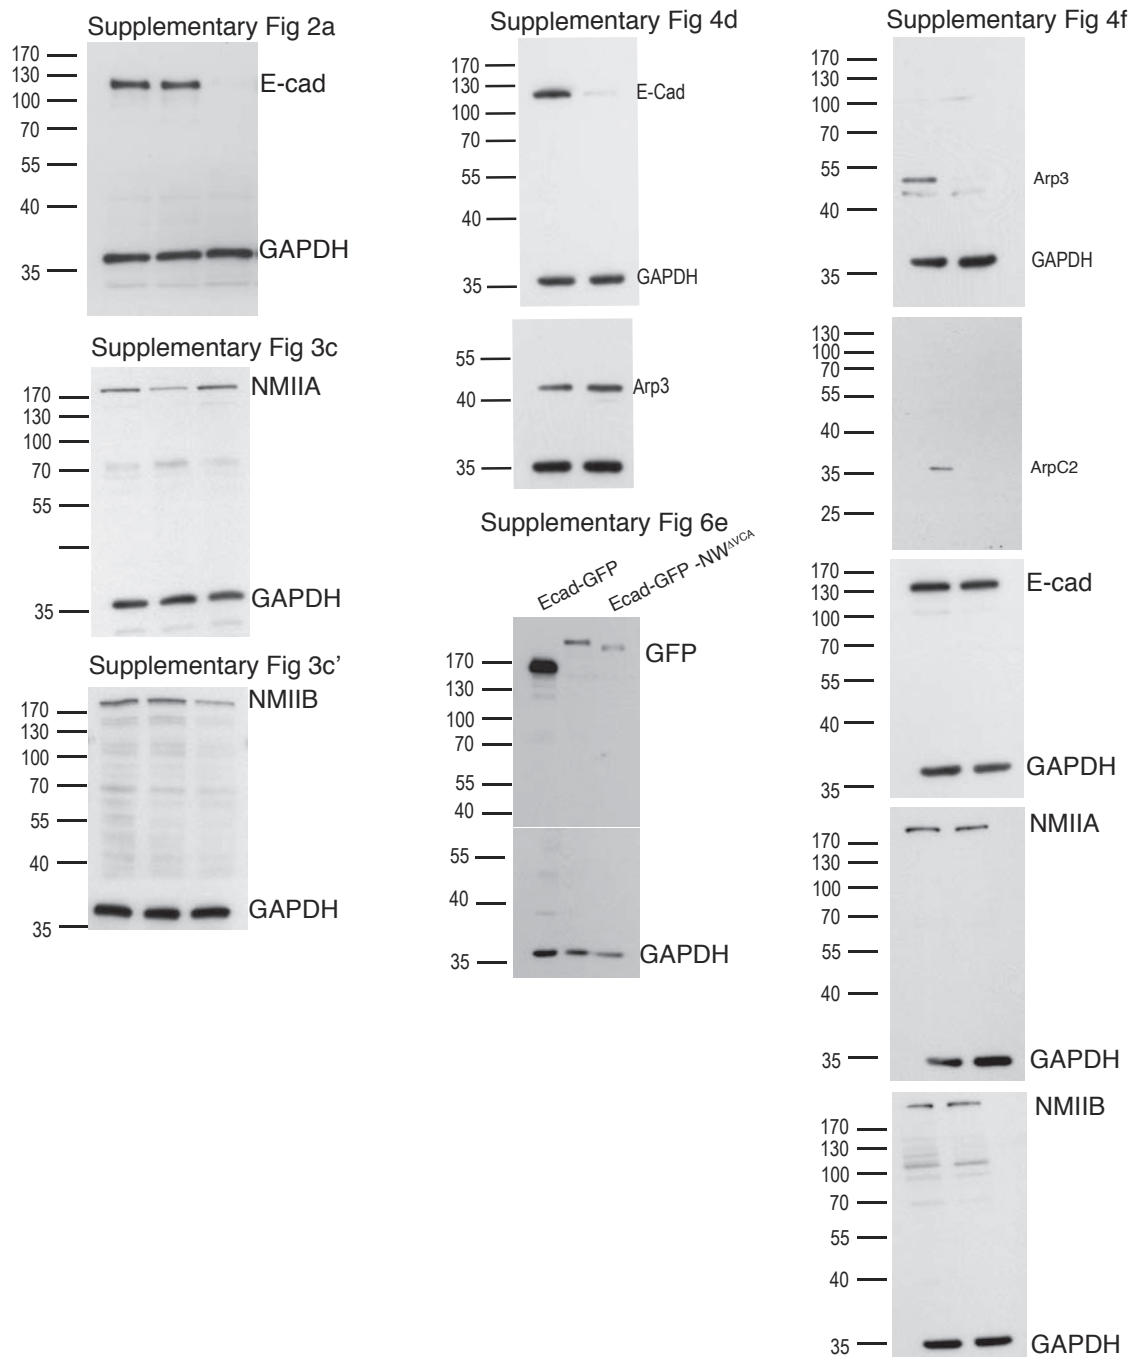 Supplementary Fig 2a
170
130
100
70
55
40
35
E-cad
GAPDH
Supplementary Fig 3c
170
130
100
70
55
35
NMIIA
GAPDH
Supplementary Fig 3c’
170
130
100
70
55
40
35
NMIIB
GAPDH
Supplementary Fig 4d
170
130
100
70
55
40
35
E-Cad
GAPDH
55
40
35
Arp3
Supplementary Fig 6e
Ecad-GFP
Ecad-GFP -NWΔVCA
170
130
100
70
55
40
GFP
55
40
35
GAPDH
Supplementary Fig 4f
170
130
100
70
55
40
35
Arp3
GAPDH
130
100
70
55
40
35
25
ArpC2
170
130
100
70
55
40
35
E-cad
GAPDH
170
130
100
70
55
40
35
NMIIA
GAPDH
170
130
100
70
55
40
35
NMIIB
GAPDH